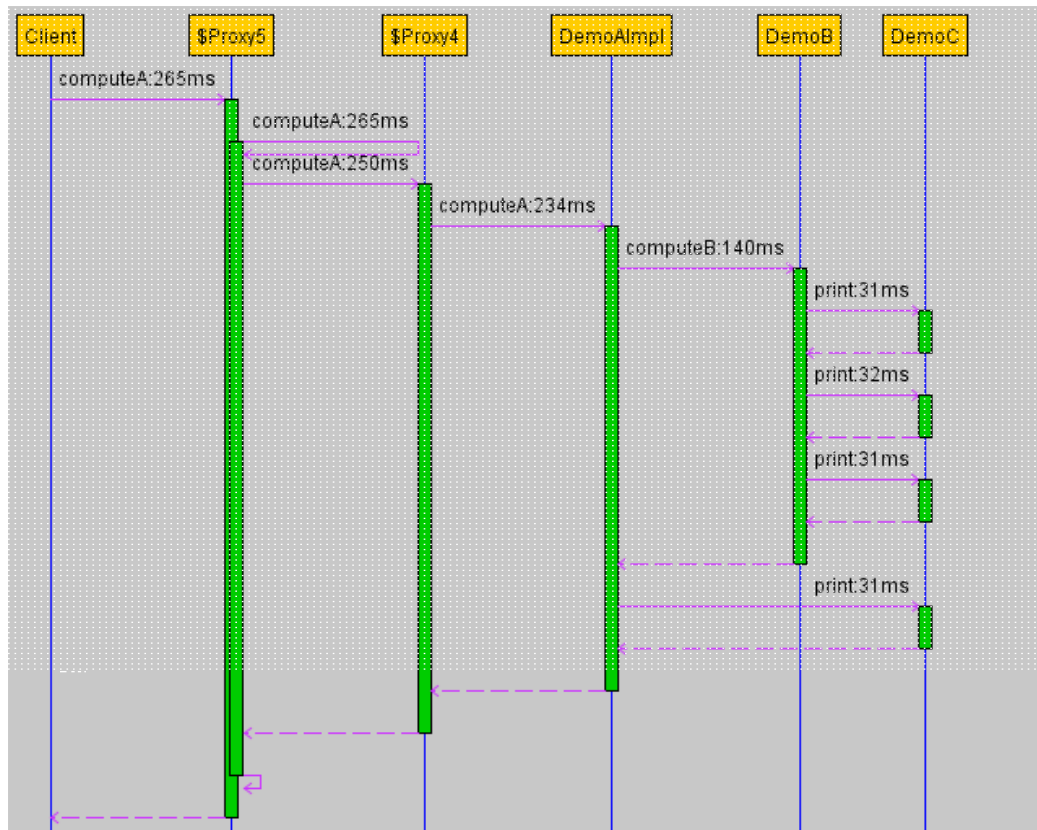 Client $Proxy5 $Proxy4 DemoAImpl DemoB DemoC
computeA:265ms
computeA:265ms
computeA:250ms
computeA:234ms
computeB:140ms
print:31ms
print:32ms
print:31ms
print:31ms